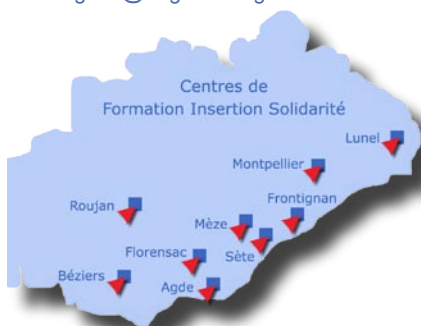 Centres de
Formation Insertion Solidarité
Lunel
Montpellier
Roujan
Frontignan
Mèze
Florensac
Sète
Béziers
Agde